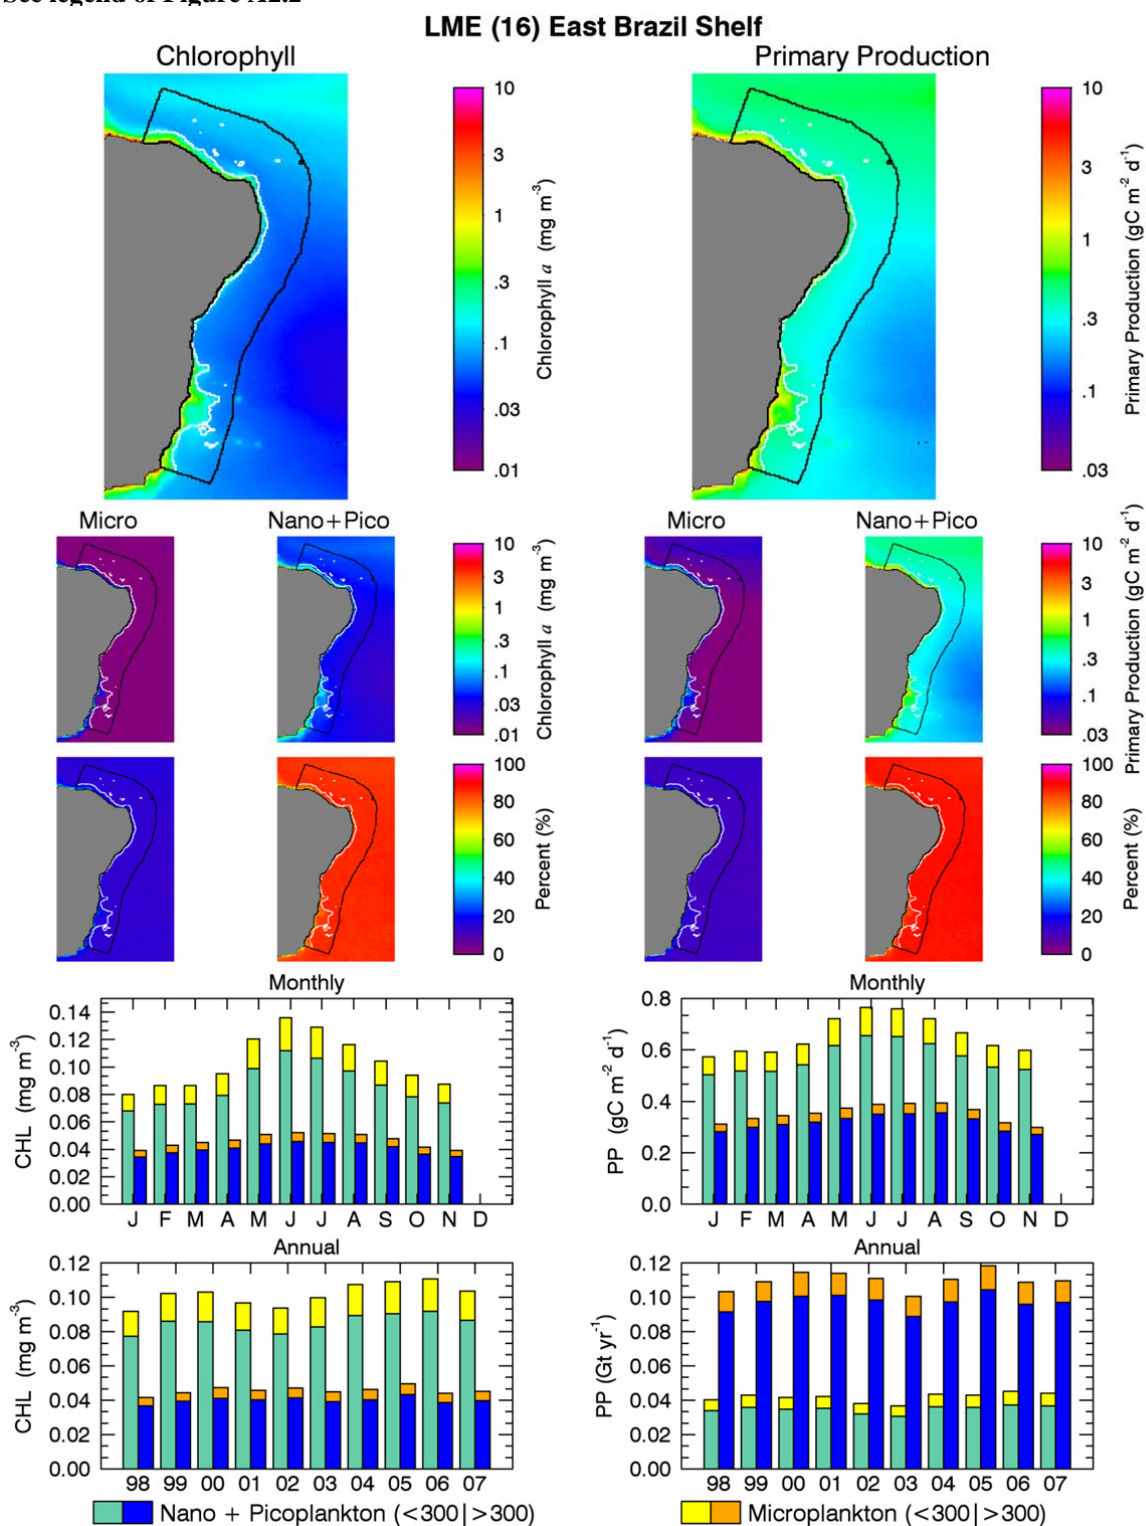 See legend of Figure A2.2
LME (16) East Brazil Shelf
Chlorophyll
Primary Production
10
3
1
.3
.1
.03
.01
Chlorophyll a (mg m-3)
10
3
1
.3
.1
.03
Primary Production (gC m-2 d-1)
Micro
Nano+Pico
Micro
Nano+Pico
10
3
1
.3
.1
.03
.01
Chlorophyll a (mg m-3)
10
3
1
.3
.1
.03
Primary Production (gC m-2 d-1)
100
80
60
40
20
0
Percent (%)
100
80
60
40
20
0
Percent (%)
Monthly
CHL (mg m-3)
0.14
0.12
0.10
0.08
0.06
0.04
0.02
0.00
J F M A M J J A S O N D
Monthly
PP (gC m-2 d-1)
0.8
0.6
0.4
0.2
0.0
J F M A M J J A S O N D
Annual
CHL (mg m-3)
0.12
0.10
0.08
0.06
0.04
0.02
0.00
98 99 00 01 02 03 04 05 06 07
Annual
PP (Gt yr-1)
0.12
0.10
0.08
0.06
0.04
0.02
0.00
98 99 00 01 02 03 04 05 06 07
Nano + Picoplankton (<300|>300)
Microplankton (<300|>300)